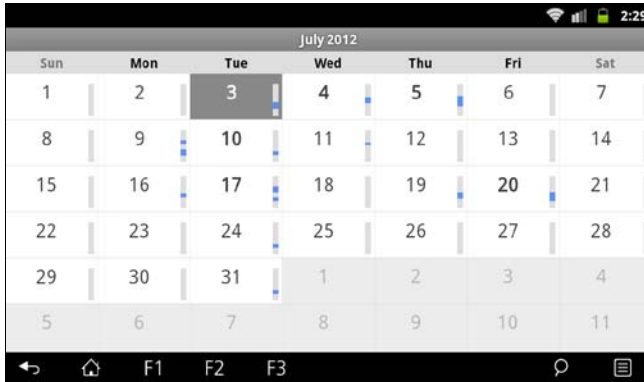 2:29
July 2012
Sun Mon Tue Wed Thu Fri Sat
1 2 3 4 5 6 7
8 9 10 11 12 13 14
15 16 17 18 19 20 21
22 23 24 25 26 27 28
29 30 31 1 2 3 4
5 6 7 8 9 10 11
F1 F2 F3